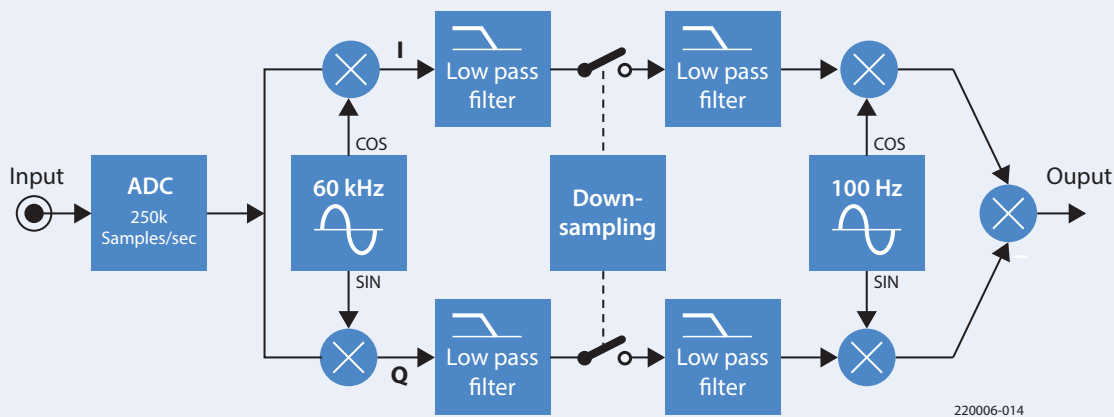 I
Low pass
filter
Low pass
filter
COS
COS
Input
ADC
250k
Samples/sec
60 kHz
Down-
sampling
100 Hz
Ouput
–
SIN
SIN
Low pass
filter
Low pass
filter
Q
220006-014